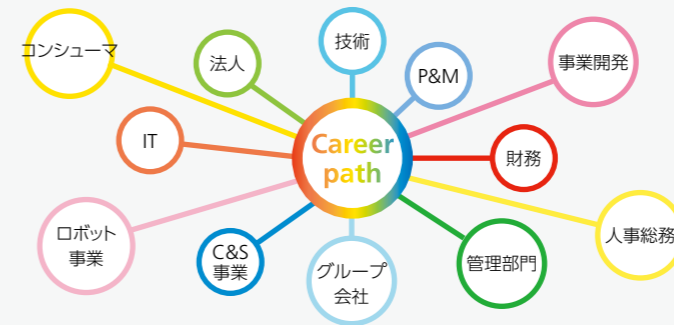 コンシューマ
法人
技術
P&M
事業開発
IT
Career
path
財務
ロボット
事業
C&S
事業
グループ
会社
管理部門
人事総務